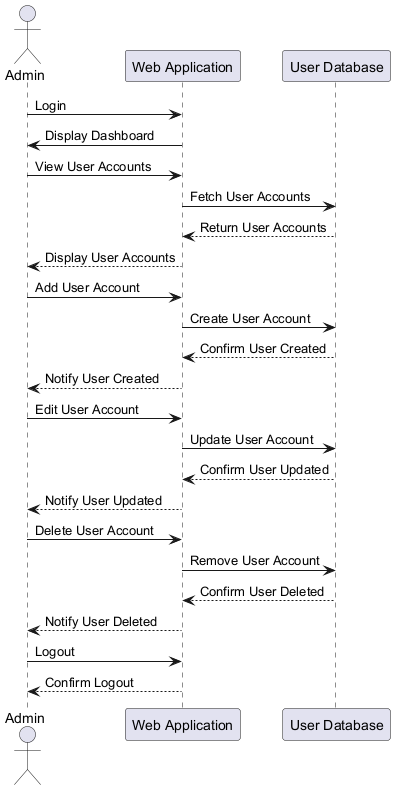 Admin
Web Application
User Database
Login
Display Dashboard
View User Accounts
Fetch User Accounts
Return User Accounts
Display User Accounts
Add User Account
Create User Account
Confirm User Created
Notify User Created
Edit User Account
Update User Account
Confirm User Updated
Notify User Updated
Delete User Account
Remove User Account
Confirm User Deleted
Notify User Deleted
Logout
Confirm Logout
Admin
Web Application
User Database